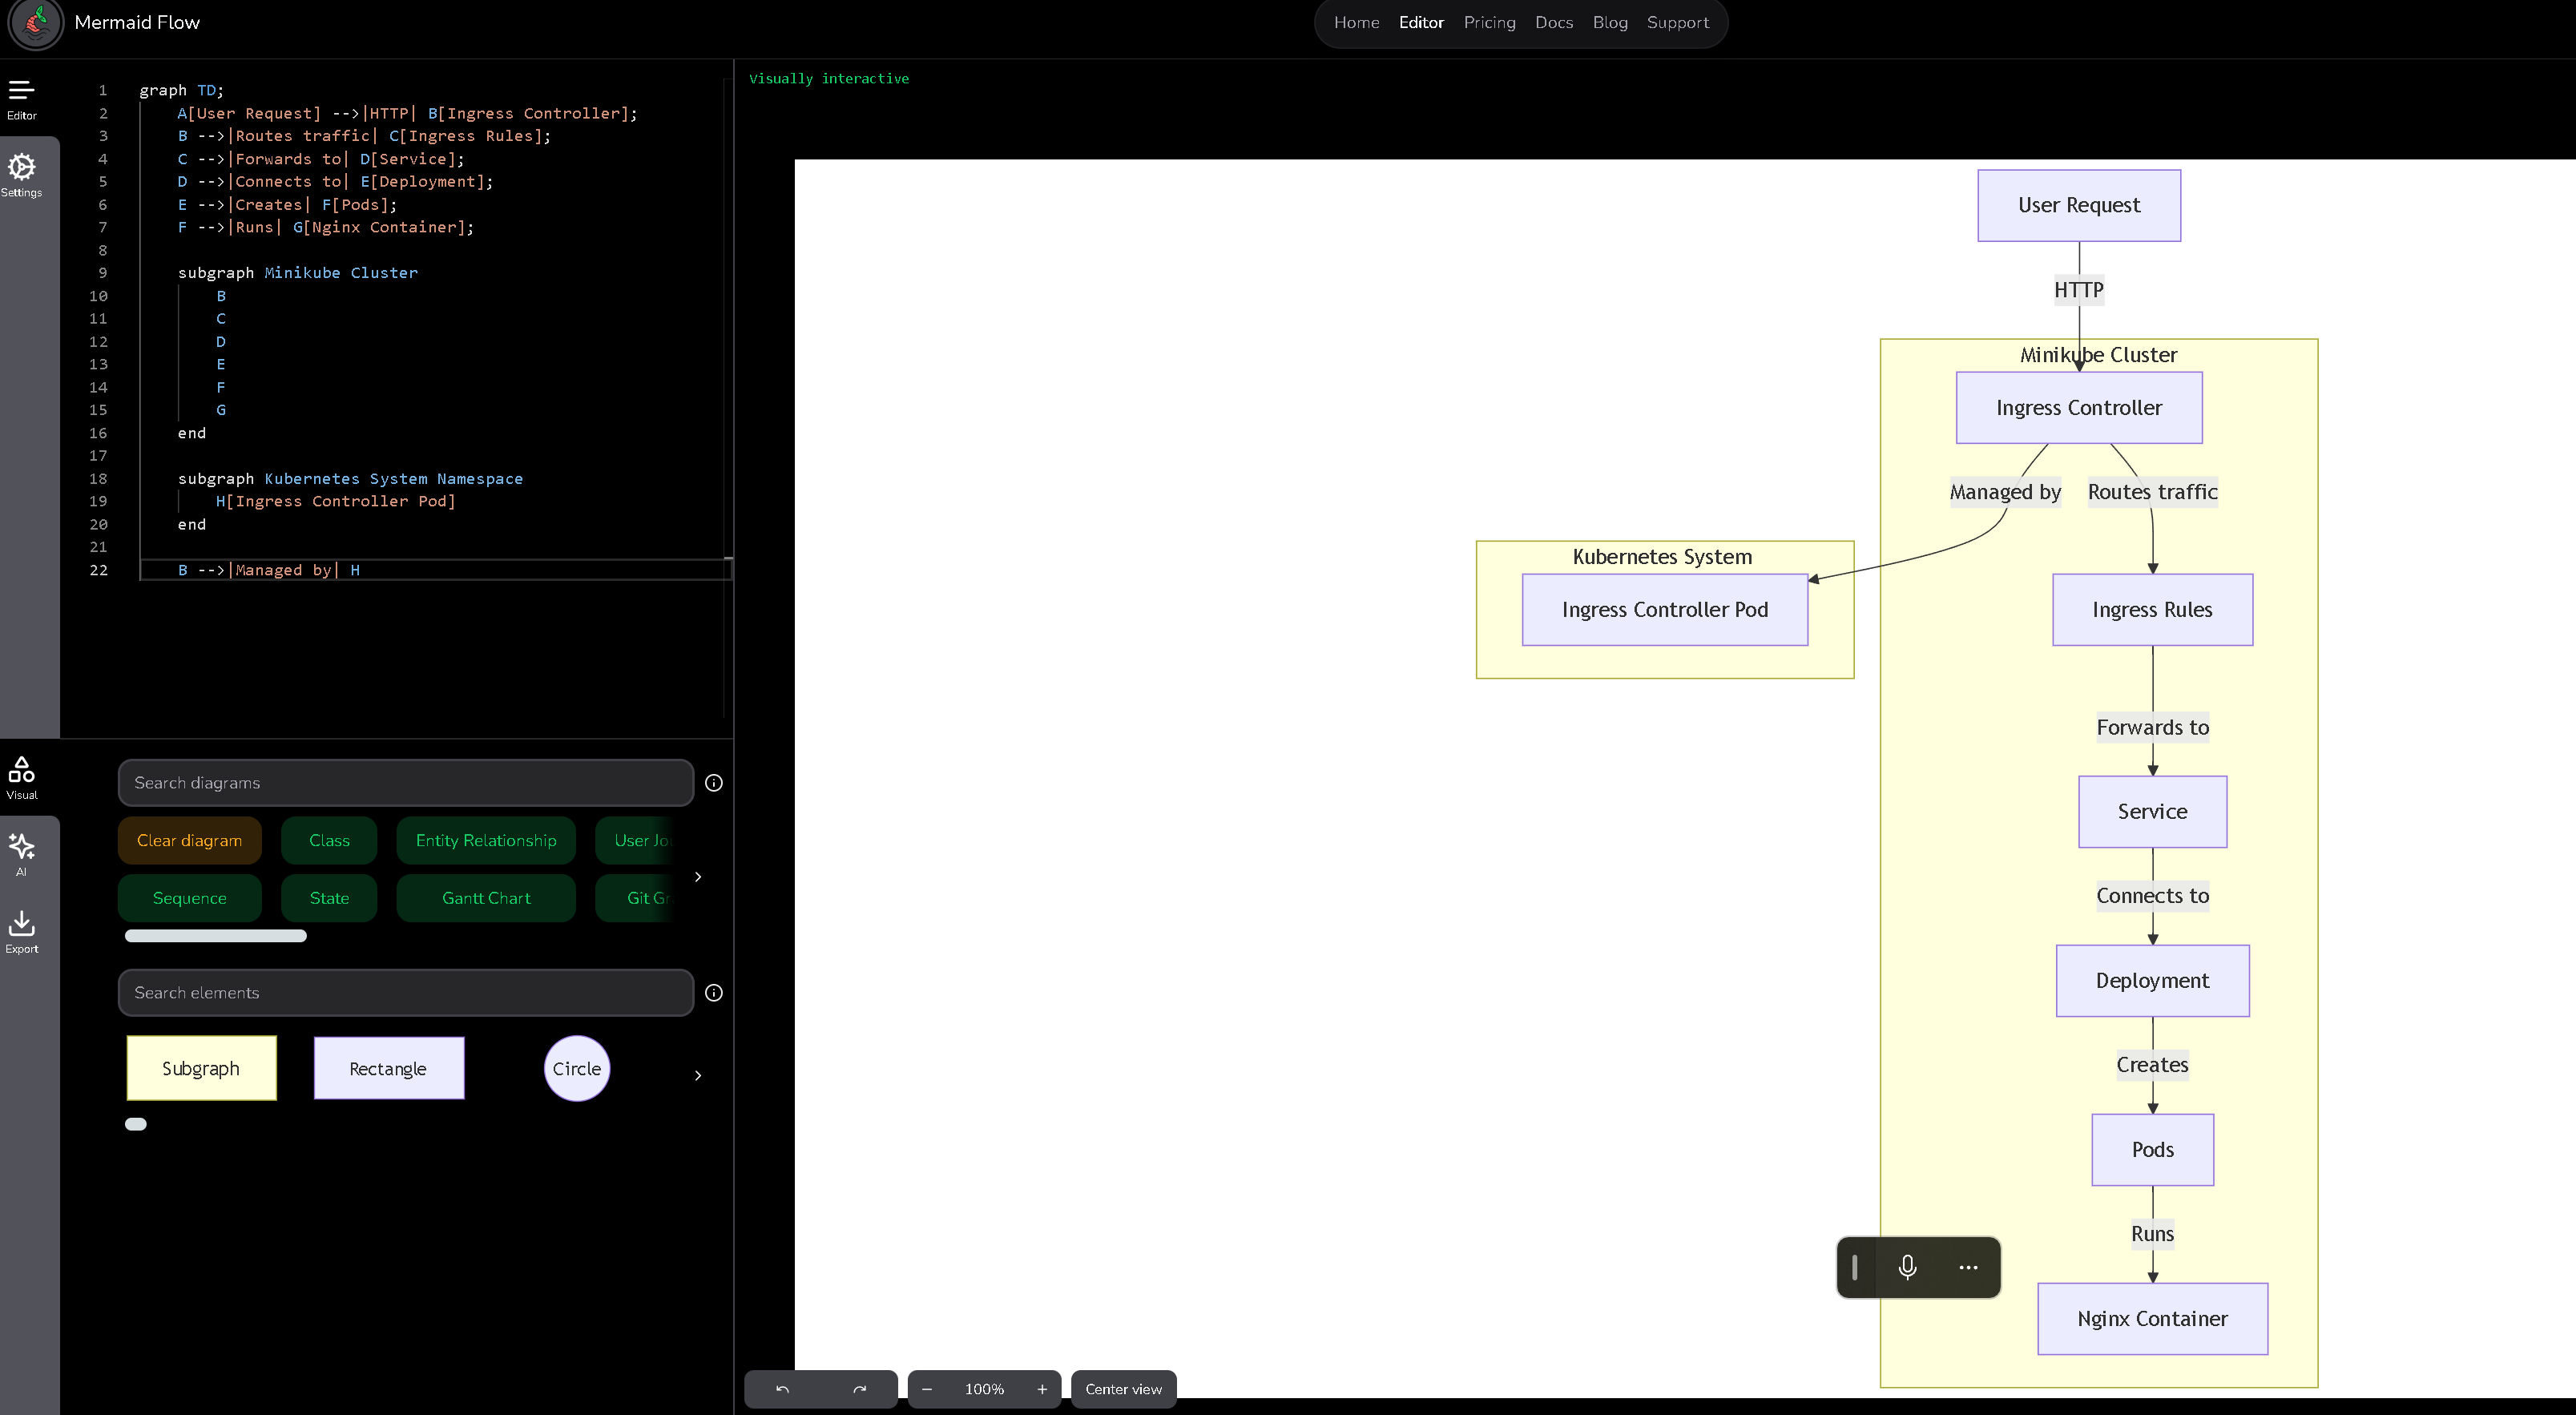 Mermaid Flow
Home Editor Pricing Docs Blog Support
Editor
Settings
1 graph TD;
2 A[User Request] -->|HTTP| B[Ingress Controller];
3 B -->|Routes traffic| C[Ingress Rules];
4 C -->|Forwards to| D[Service];
5 D -->|Connects to| E[Deployment];
6 E -->|Creates| F[Pods];
7 F -->|Runs| G[Nginx Container];
8
9 subgraph Minikube Cluster
10 B
11 C
12 D
13 E
14 F
15 G
16 end
17
18 subgraph Kubernetes System Namespace
19 H[Ingress Controller Pod]
20 end
21
22 B -->|Managed by| H
Visual
AI
Export
Search diagrams
Clear diagram Class Entity Relationship User Jo
Sequence State Gantt Chart Git Gr
Search elements
Subgraph Rectangle Circle
Visually interactive
User Request
HTTP
Minikube Cluster
Ingress Controller
Managed by Routes traffic
Kubernetes System
Ingress Controller Pod Ingress Rules
Forwards to
Service
Connects to
Deployment
Creates
Pods
Runs
Nginx Container
− 100% + Center view